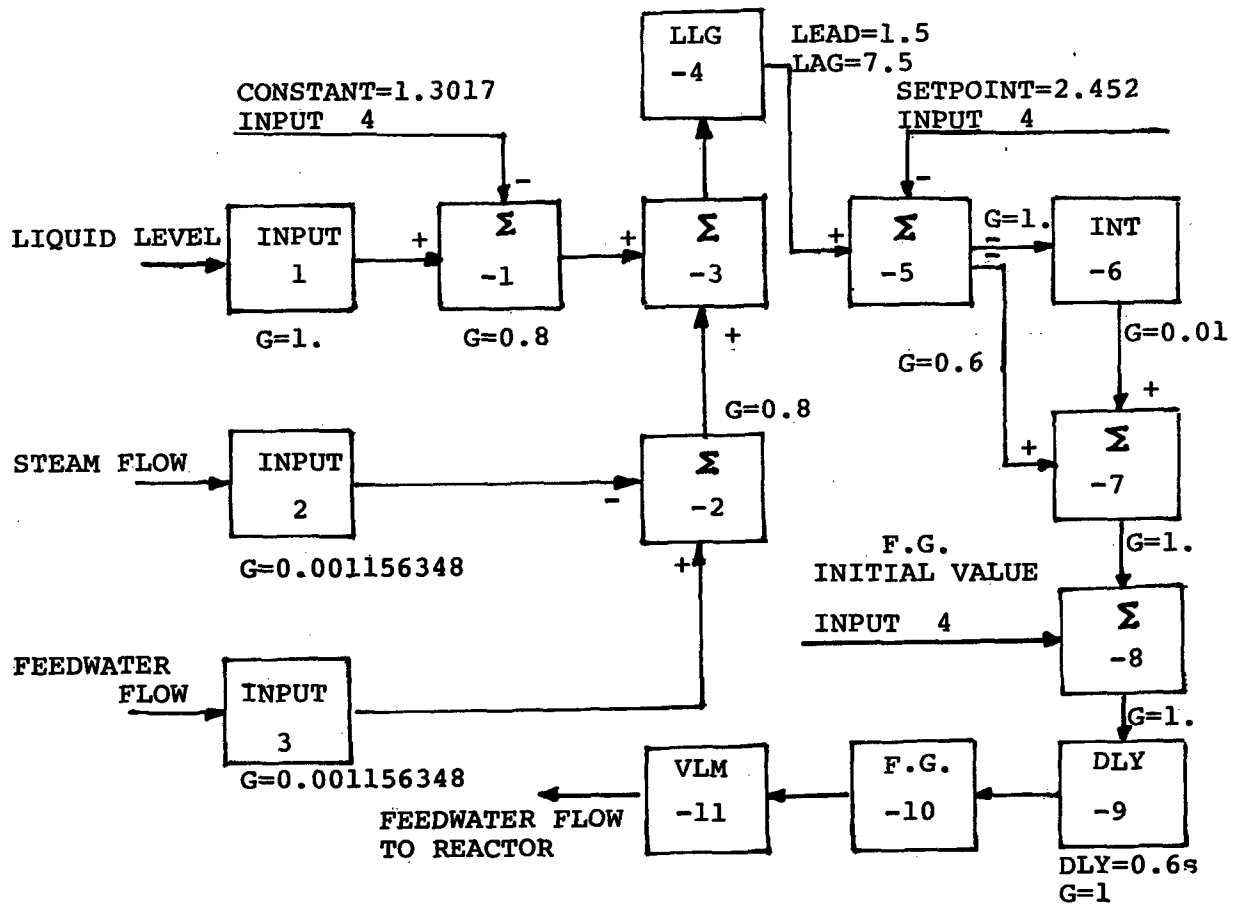 LLG
-4
LEAD=1.5
LAG=7.5
CONSTANT=1.3017
INPUT 4
SETPOINT=2.452
INPUT 4
-
-
LIQUID LEVEL
INPUT
1
+
Σ
-1
+
Σ
-3
+
Σ
-5
G=1.
-
-
INT
-6
G=1.
G=0.8
+
G=0.6
G=0.01
+
G=0.8
STEAM FLOW
INPUT
2
-
Σ
-2
+
Σ
-7
G=0.001156348
+
F.G.
INITIAL VALUE
INPUT 4
G=1.
Σ
-8
FEEDWATER
FLOW
INPUT
3
G=0.001156348
G=1.
FEEDWATER FLOW
TO REACTOR
VLM
-11
F.G.
-10
DLY
-9
DLY=0.6s
G=1